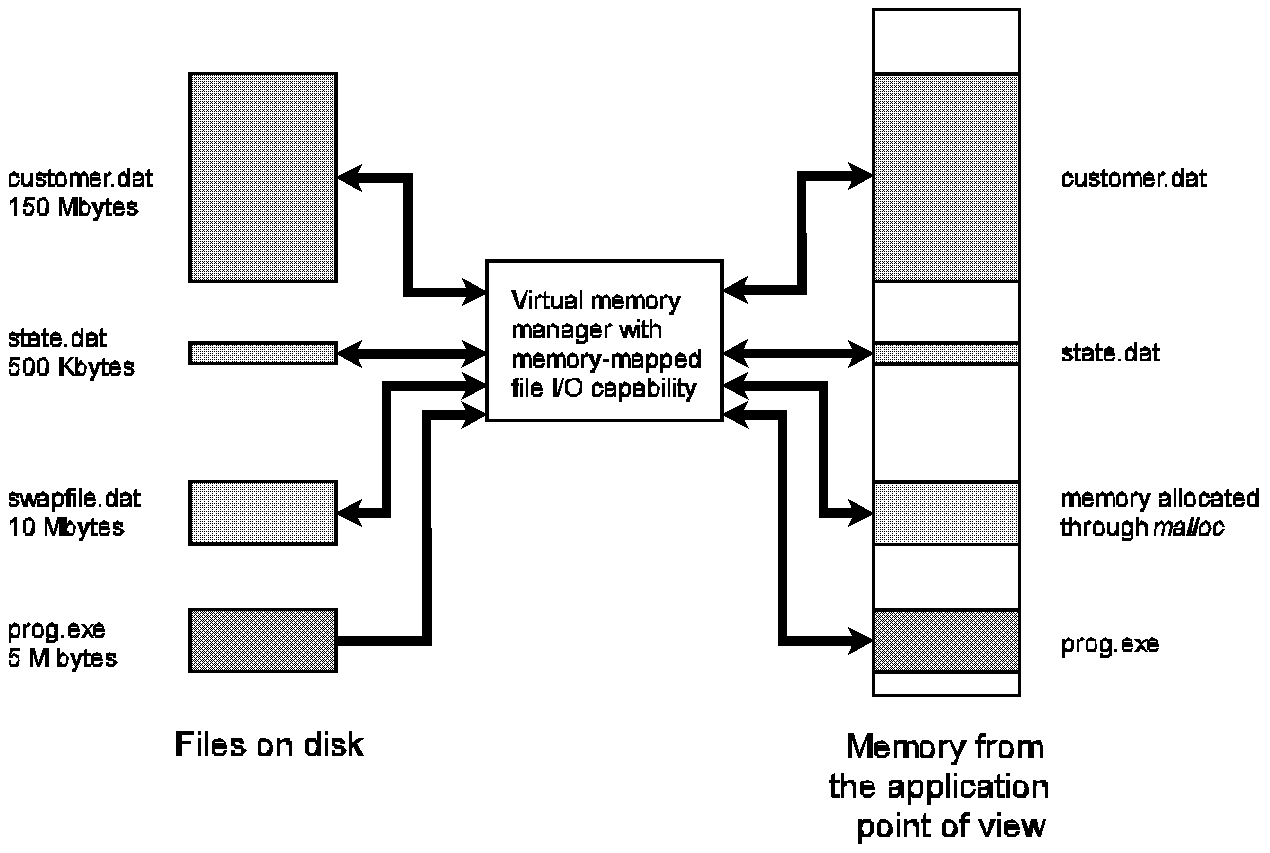 customer.dat
150 Mbytes
state.dat
500 Kbytes
swapfile.dat
10 Mbytes
prog.exe
5 Mbytes
Files on disk
Virtual memory
manager with
memory-mapped
file I/O capability
customer.dat
state.dat
memory allocated
through malloc
prog.exe
Memory from
the application
point of view